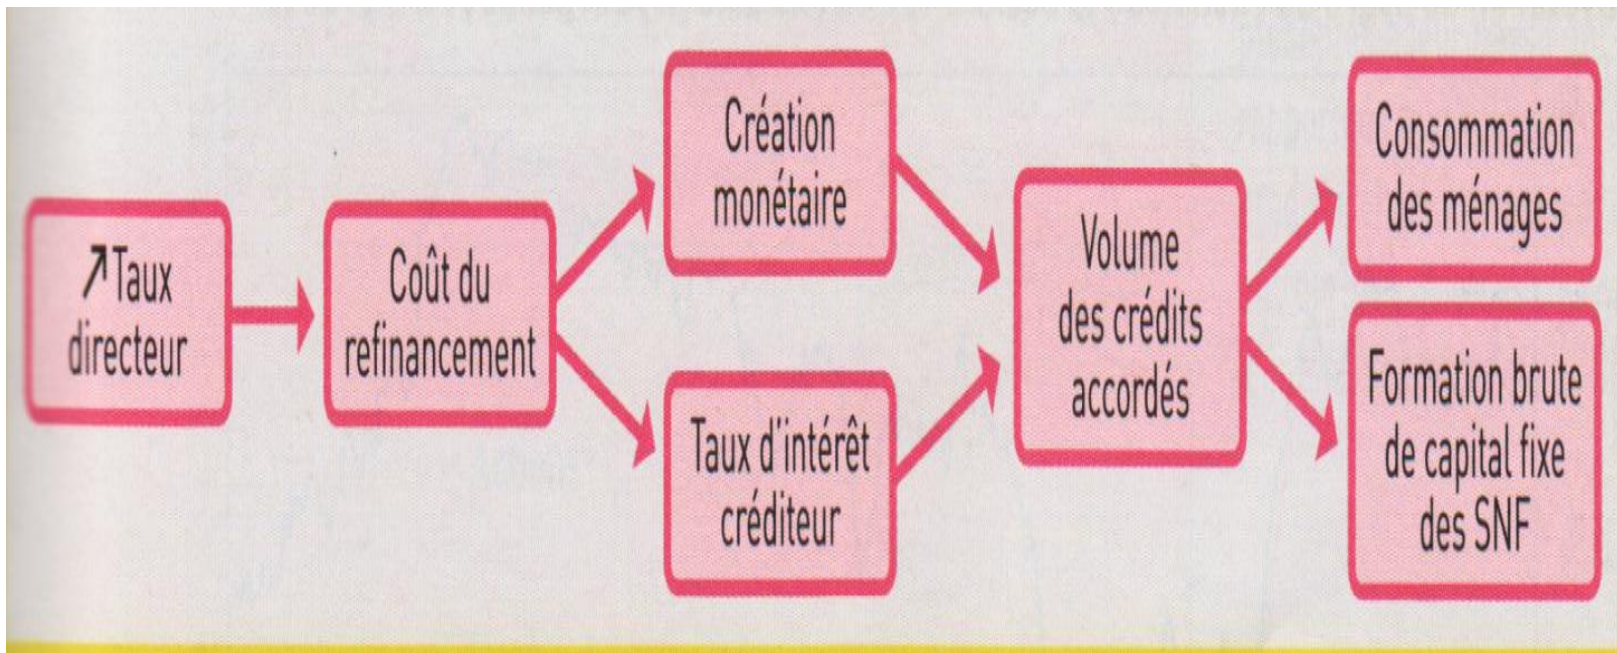 ↗ Taux
directeur
Coût du
refinancement
Création
monétaire
Taux d'intérêt
créditeur
Volume
des crédits
accordés
Consommation
des ménages
Formation brute
de capital fixe
des SNF